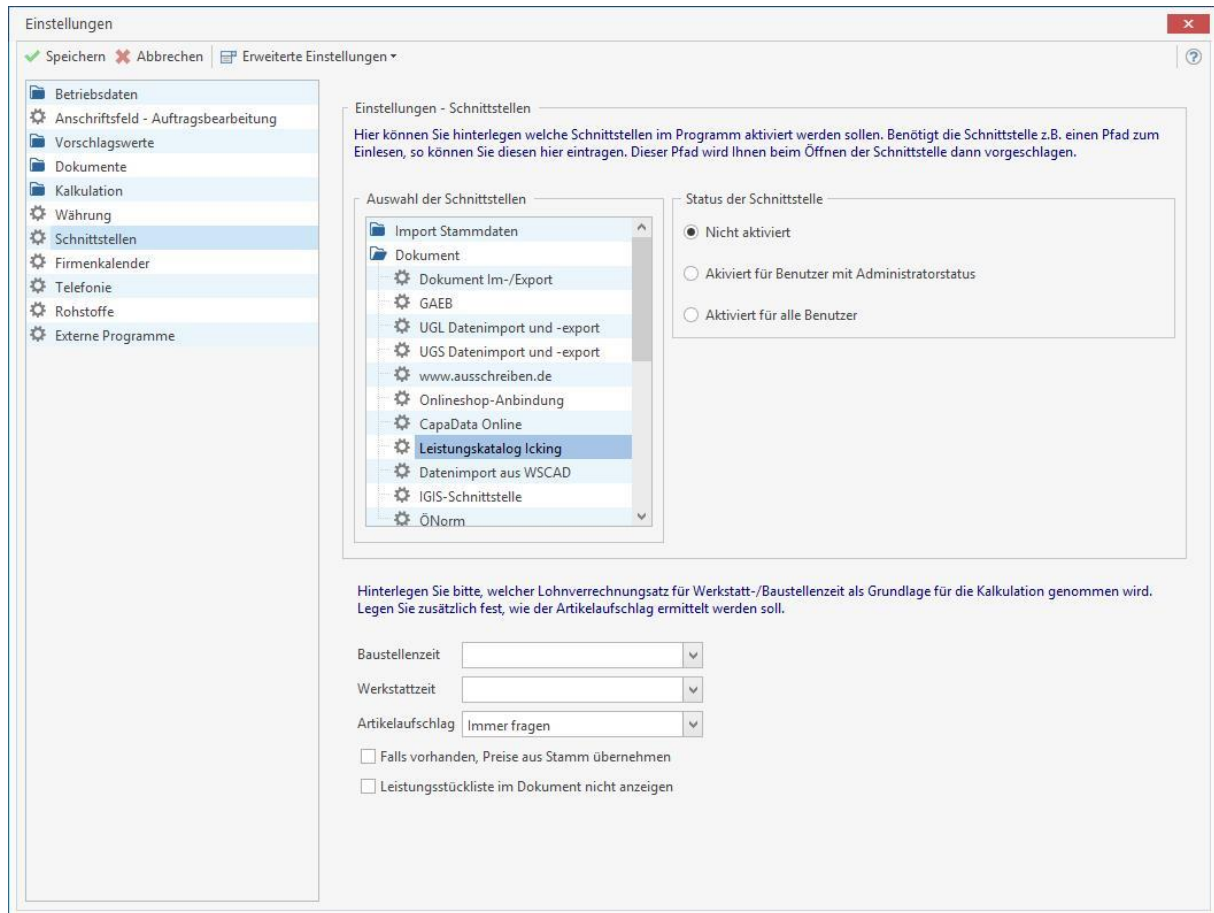 Einstellungen
Speichern Abbrechen Erweiterte Einstellungen
Betriebsdaten
Anschriftsfeld - Auftragsbearbeitung
Vorschlagswerte
Dokumente
Kalkulation
Währung
Schnittstellen
Firmenkalender
Telefonie
Rohstoffe
Externe Programme
Einstellungen - Schnittstellen
Hier können Sie hinterlegen welche Schnittstellen im Programm aktiviert werden sollen. Benötigt die Schnittstelle z.B. einen Pfad zum
Einlesen, so können Sie diesen hier eintragen. Dieser Pfad wird Ihnen beim Öffnen der Schnittstelle dann vorgeschlagen.
Auswahl der Schnittstellen
Import Stammdaten
Dokument
Dokument Im-/Export
GAEB
UGL Datenimport und -export
UGS Datenimport und -export
www.ausschreiben.de
Onlineshop-Anbindung
CapaData Online
Leistungskatalog Icking
Datenimport aus WSCAD
IGIS-Schnittstelle
ÖNorm
Status der Schnittstelle
Nicht aktiviert
Akiviert für Benutzer mit Administratorstatus
Aktiviert für alle Benutzer
Hinterlegen Sie bitte, welcher Lohnverrechnungsatz für Werkstatt-/Baustellenzeit als Grundlage für die Kalkulation genommen wird.
Legen Sie zusätzlich fest, wie der Artikelaufschlag ermittelt werden soll.
Baustellenzeit
Werkstattzeit
Artikelaufschlag Immer fragen
Falls vorhanden, Preise aus Stamm übernehmen
Leistungsstückliste im Dokument nicht anzeigen